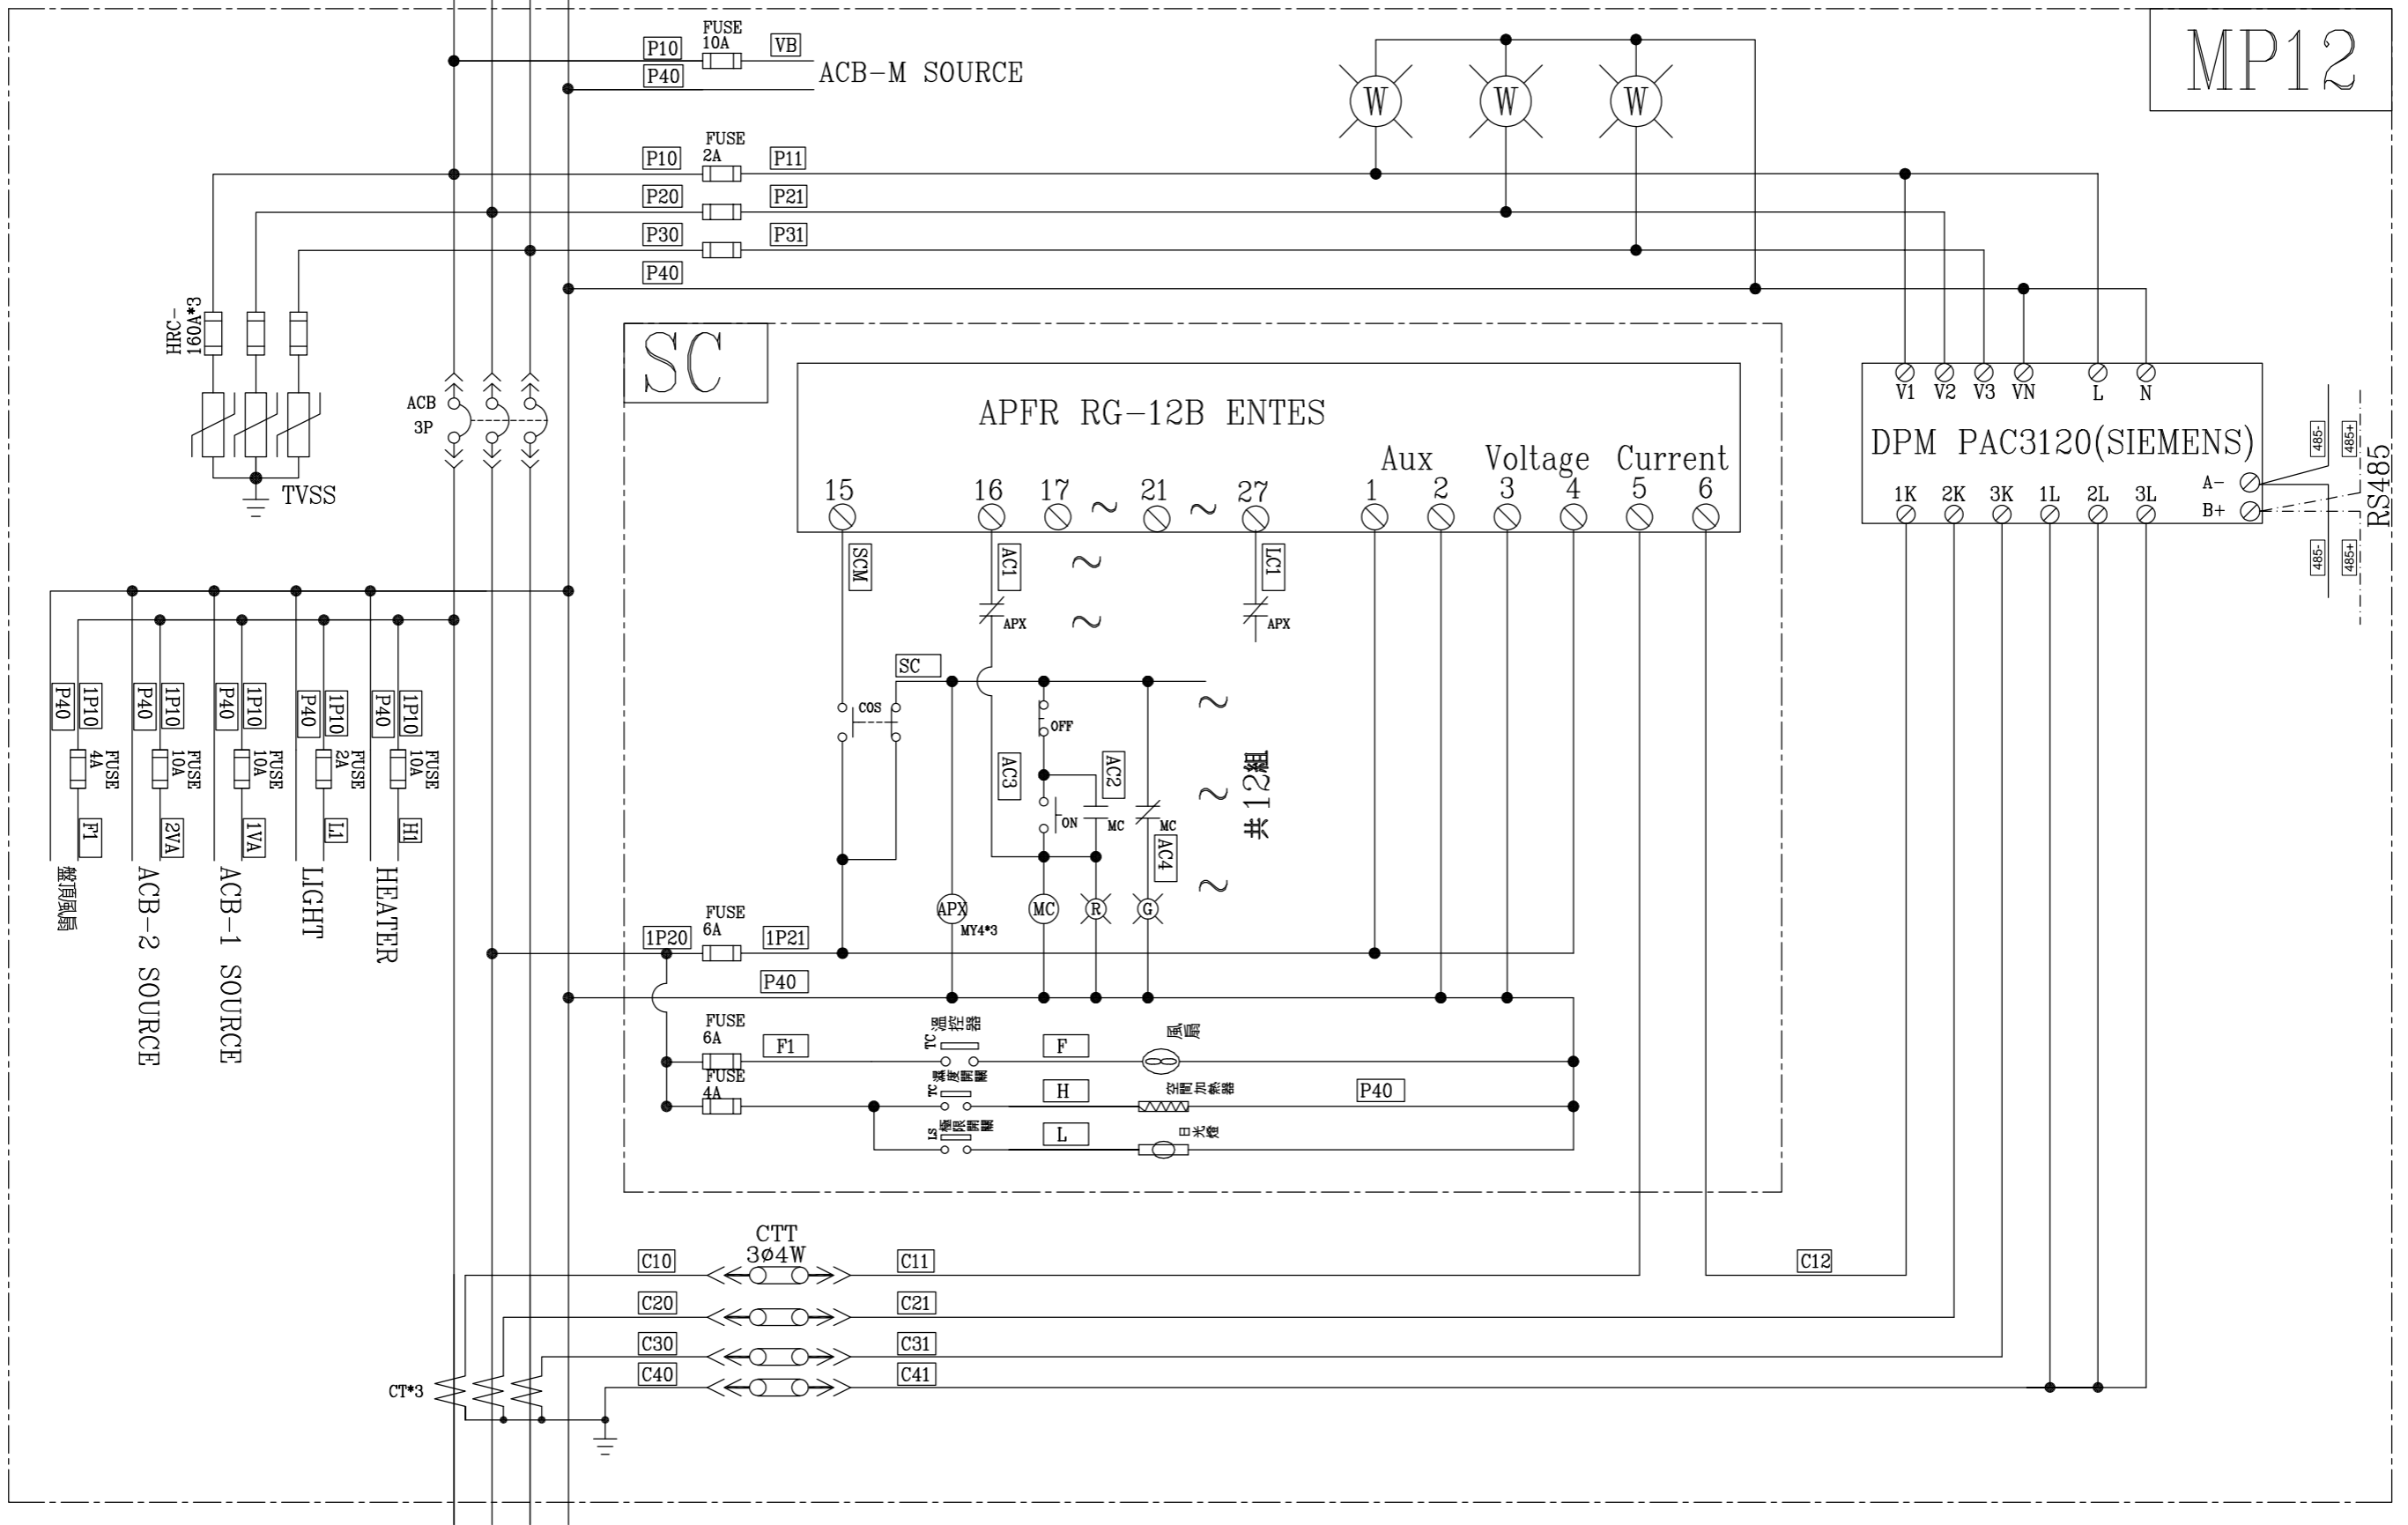 MP12
FUSE
10A
P10
VB
P40
ACB-M SOURCE
W
W
W
FUSE
2A
P10
P11
P20
P21
P30
P31
P40
HRC-
160A*3
TVSS
ACB
3P
SC
APFR RG-12B ENTES
Aux
Voltage
Current
15
16
17
~
21
~
27
1
2
3
4
5
6
V1
V2
V3
VN
L
N
DPM PAC3120(SIEMENS)
A-
B+
1K
2K
3K
1L
2L
3L
485-
485+
RS485
485-
485+
SCM
AC1
~
LC1
APX
~
APX
SC
COS
OFF
~
AC3
AC2
ON
MC
MC
AC4
~
共12組
~
APX
MY4*3
MC
R
G
P40
1P10
P40
1P10
P40
1P10
P40
1P10
P40
1P10
FUSE
4A
FUSE
10A
FUSE
10A
FUSE
2A
FUSE
10A
F1
2VA
1VA
L1
H1
盤頂風扇
ACB-2 SOURCE
ACB-1 SOURCE
LIGHT
HEATER
1P20
FUSE
6A
1P21
P40
FUSE
6A
F1
TC
溫控器
F
風扇
FUSE
4A
TC
溫度開關
H
空間加熱器
P40
LS
極限開關
L
日光燈
CTT
3ø4W
C10
C11
C12
C20
C21
C30
C31
C40
C41
CT*3